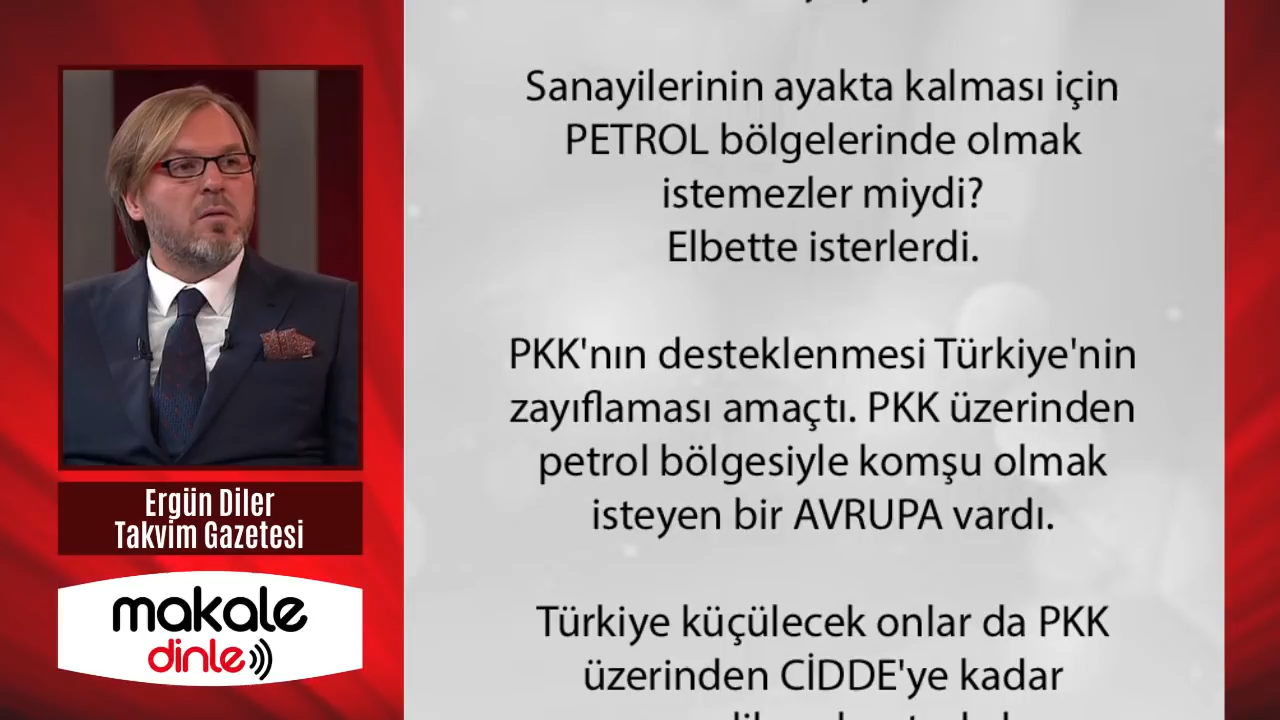 Sanayilerinin ayakta kalması için
PETROL bölgelerinde olmak
istemezler miydi?
Elbette isterlerdi.
PKK'nın desteklenmesi Türkiye'nin
zayıflaması amaçtı. PKK üzerinden
petrol bölgesiyle komşu olmak
isteyen bir AVRUPA vardı.
Türkiye küçülecek onlar da PKK
üzerinden CİDDE'ye kadar
Ergün Diler
Takvim Gazetesi
makale
dinle